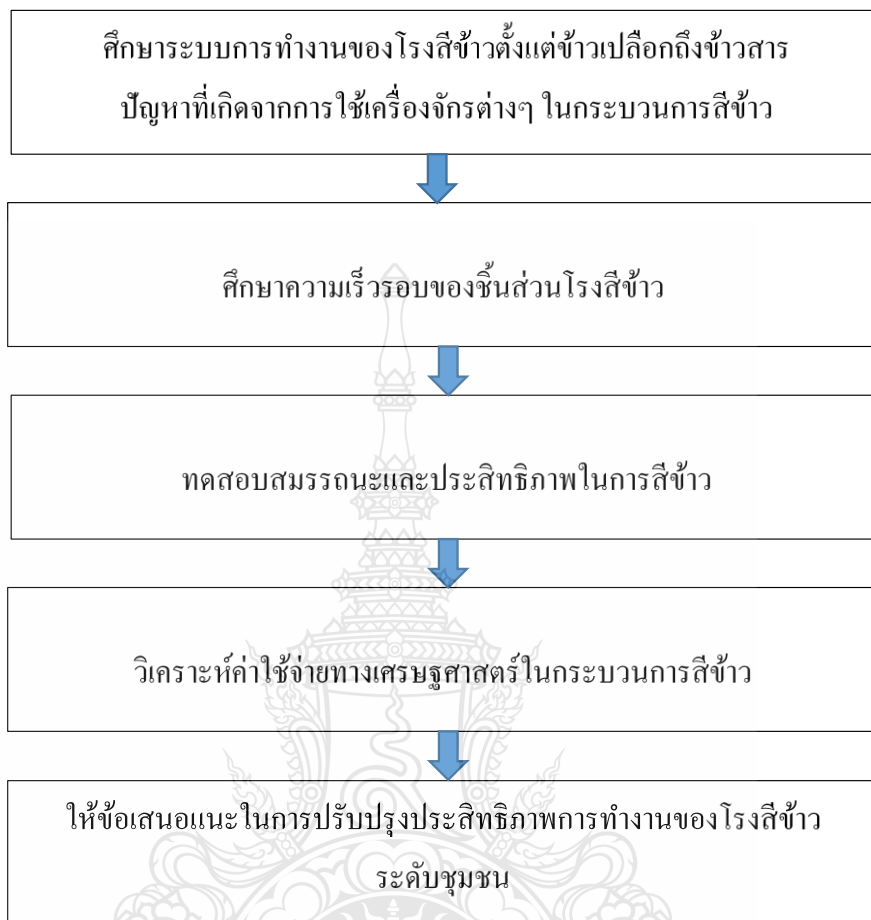 ศึกษาระบบการทำงานของโรงสีข้าวตั้งแต่ข้าวเปลือกถึงข้าวสาร
ปัญหาที่เกิดจากการใช้เครื่องจักรต่างๆ ในกระบวนการสีข้าว
ศึกษาความเร็วรอบของชิ้นส่วนโรงสีข้าว
ทดสอบสมรรถนะและประสิทธิภาพในการสีข้าว
วิเคราะห์ค่าใช้จ่ายทางเศรษฐศาสตร์ในกระบวนการสีข้าว
ให้ข้อเสนอแนะในการปรับปรุงประสิทธิภาพการทำงานของโรงสีข้าว
ระดับชุมชน